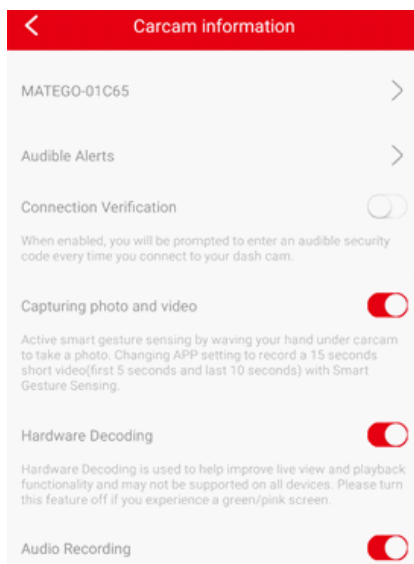 Carcam information
MATEGO-01C65
Audible Alerts
Connection Verification
When enabled, you will be prompted to enter an audible security
code every time you connect to your dash cam.
Capturing photo and video
Active smart gesture sensing by waving your hand under carcam
to take a photo. Changing APP setting to record a 15 seconds
short video(first 5 seconds and last 10 seconds) with Smart
Gesture Sensing.
Hardware Decoding
Hardware Decoding is used to help improve live view and playback
functionality and may not be supported on all devices. Please turn
this feature off if you experience a green/pink screen.
Audio Recording